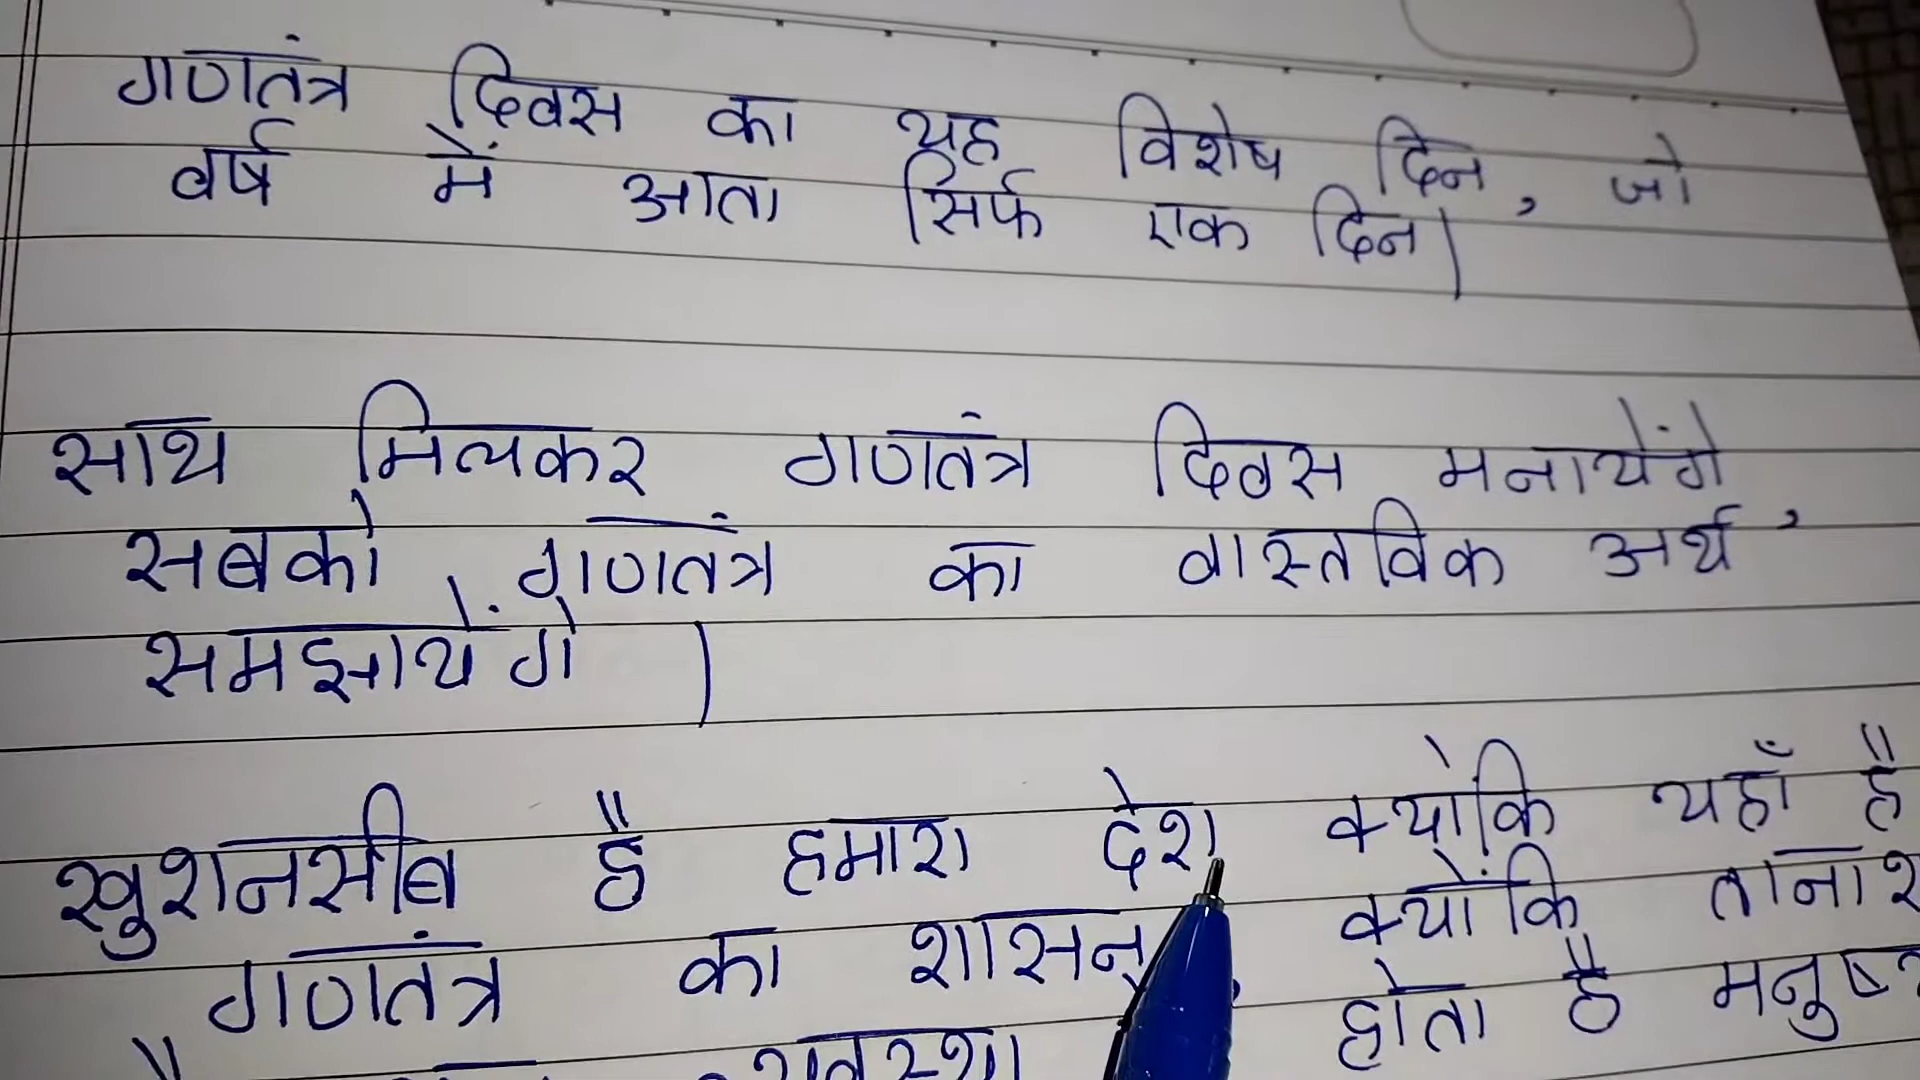 गणतंत्र दिवस का यह विशेष दिन, जो
वर्ष में आता सिर्फ एक दिन।
साथ मिलकर गणतंत्र दिवस मनायेंगे,
सबको गणतंत्र का वास्तविक अर्थ
समझायेंगे।
खुशनसीब है हमारा देश क्योंकि यहाँ है
गणतंत्र का शासन, क्योंकि
व्यवस्था होता है